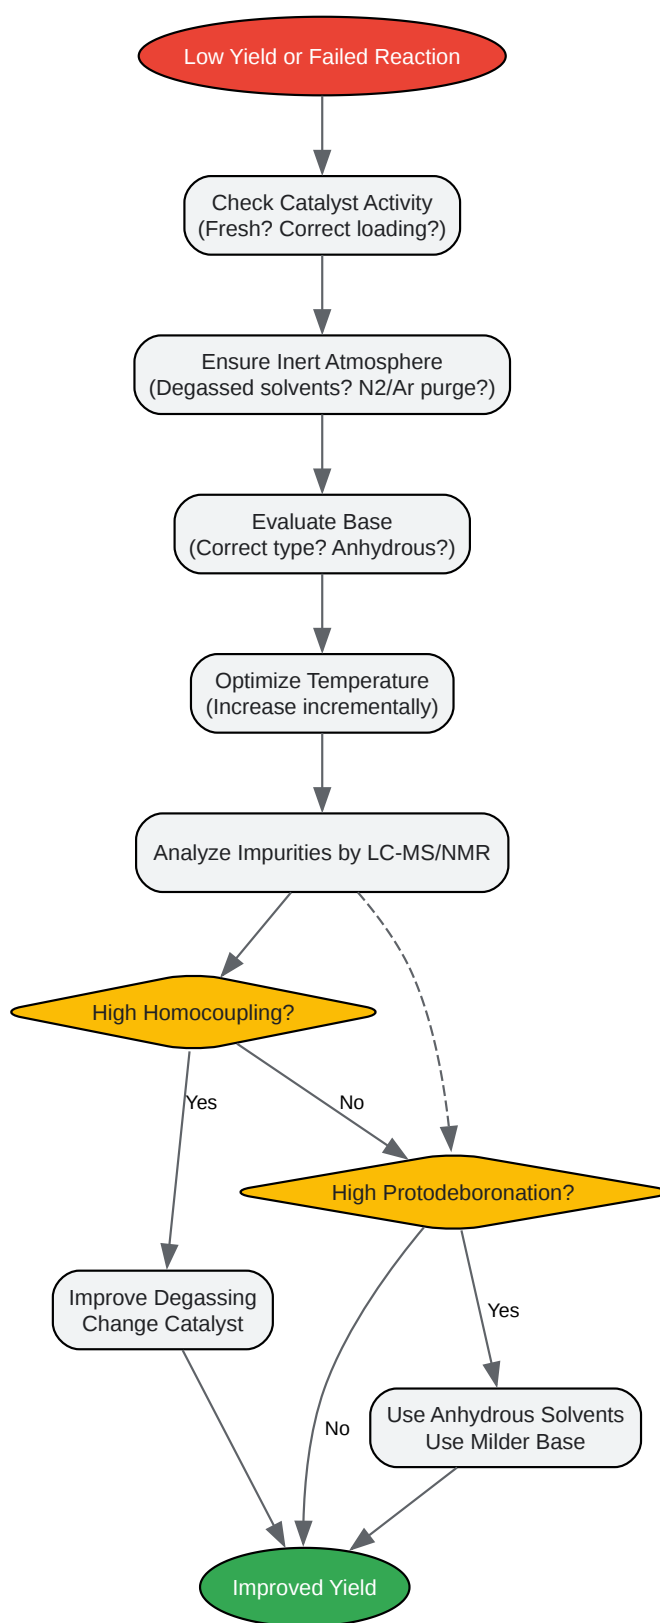 Low Yield or Failed Reaction
Check Catalyst Activity
(Fresh? Correct loading?)
Ensure Inert Atmosphere
(Degassed solvents? N2/Ar purge?)
Evaluate Base
(Correct type? Anhydrous?)
Optimize Temperature
(Increase incrementally)
Analyze Impurities by LC-MS/NMR
High Homocoupling?
Yes
No
High Protodeboronation?
Improve Degassing
Change Catalyst
Yes
No
Use Anhydrous Solvents
Use Milder Base
Improved Yield